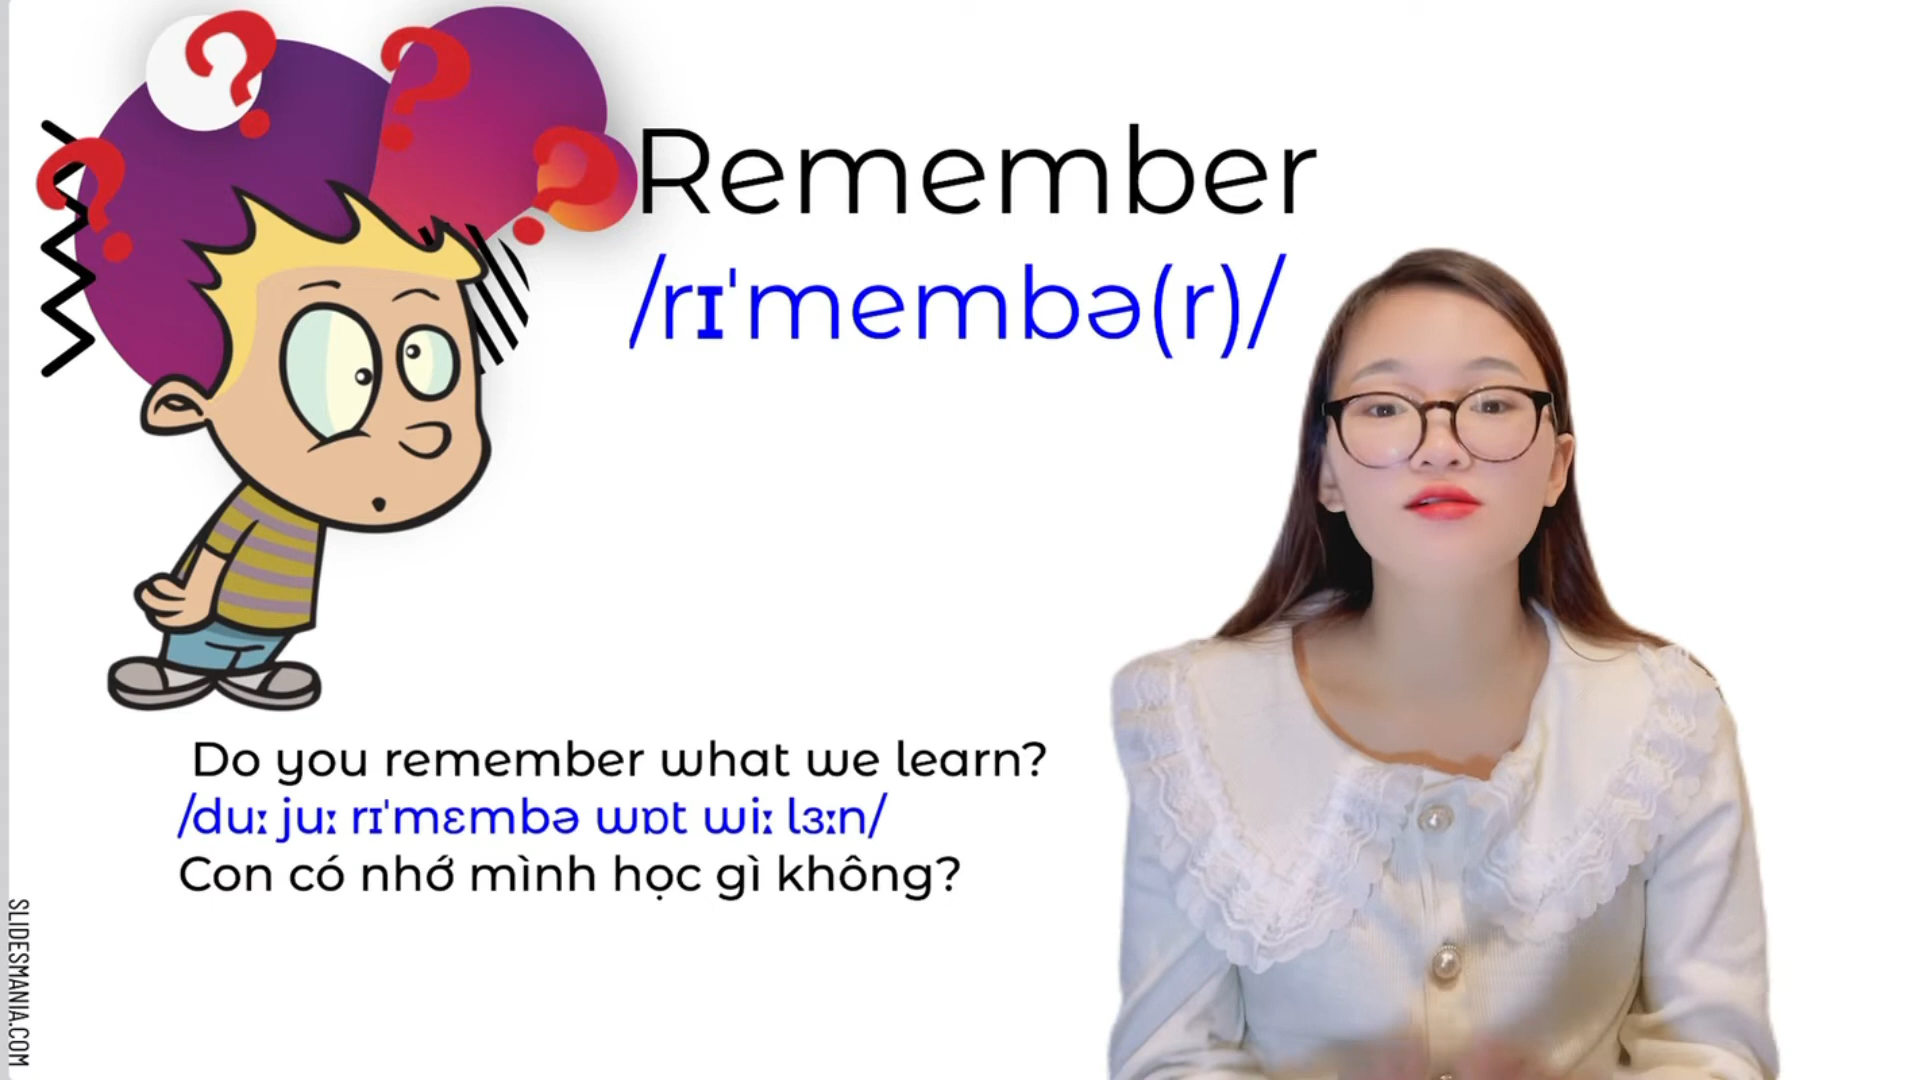 Remember
/rɪˈmembə(r)/
Do you remember what we learn?
/duː juː rɪˈmɛmbə wɒt wiː lɜːn/
Con có nhớ mình học gì không?
SLIDESMANIA.COM